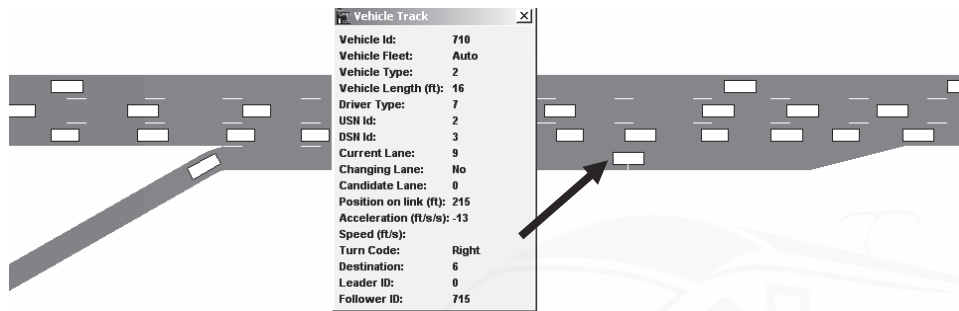 Vehicle Track
Vehicle Id: 710
Vehicle Fleet: Auto
Vehicle Type: 2
Vehicle Length (ft): 16
Driver Type: 7
USN Id: 2
DSN Id: 3
Current Lane: 9
Changing Lane: No
Candidate Lane: 0
Position on link (ft): 215
Acceleration (ft/s/s): -13
Speed (ft/s):
Turn Code: Right
Destination: 6
Leader ID: 0
Follower ID: 715